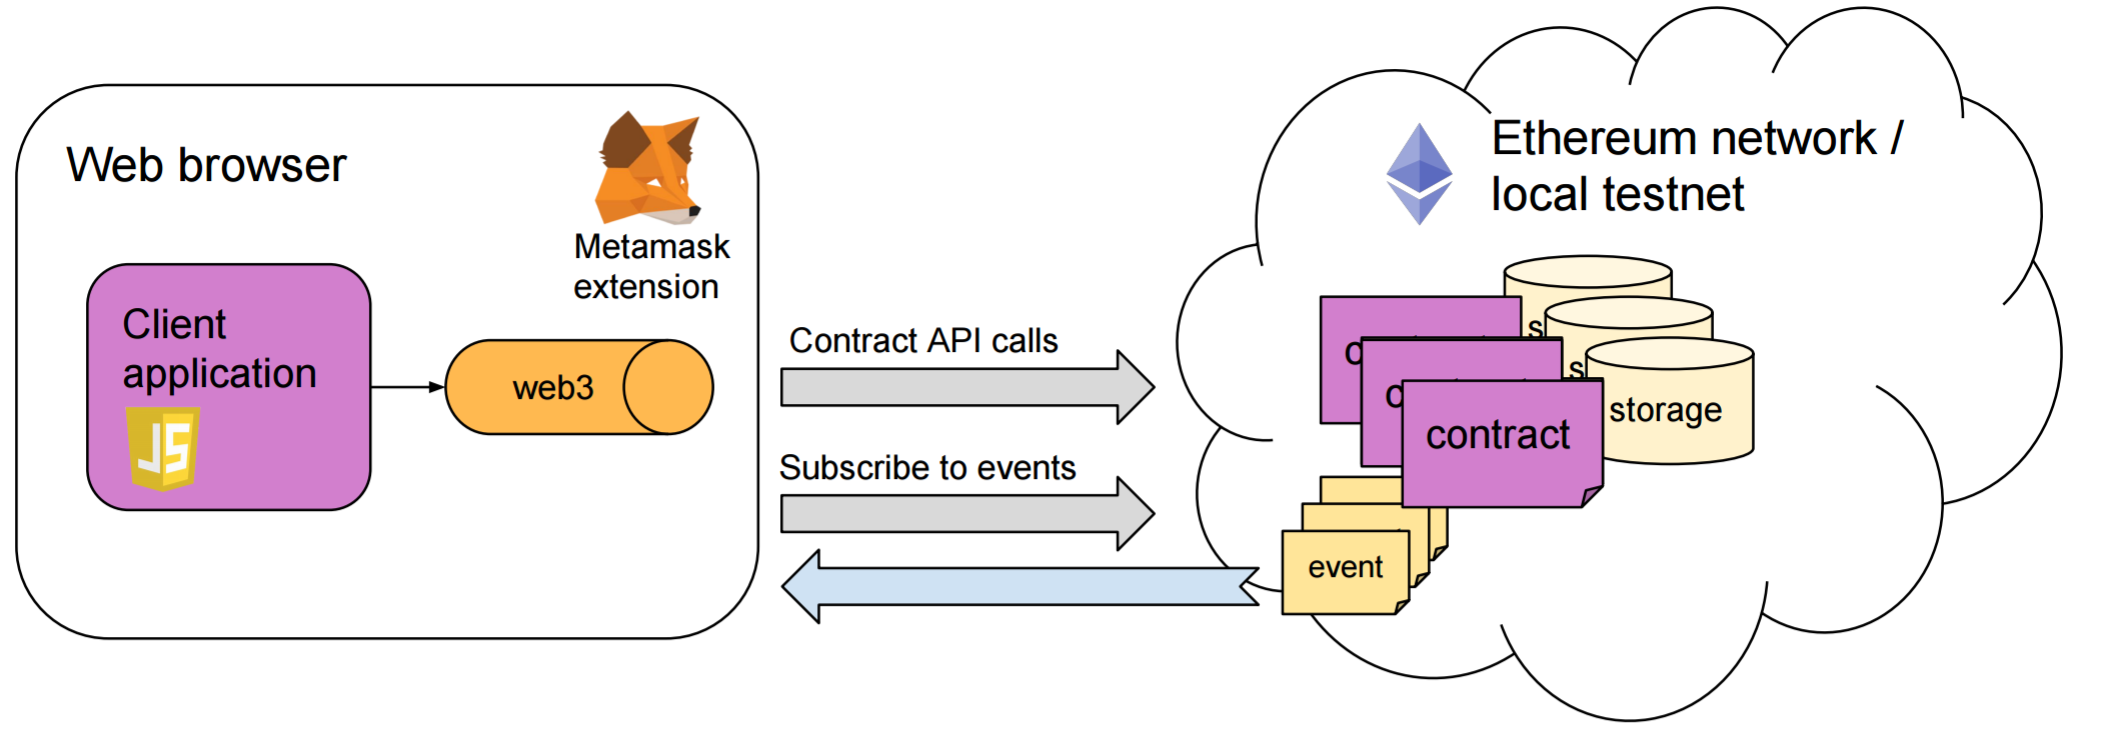 Web browser
Metamask
extension
Client
application
JS
web3
Contract API calls
Subscribe to events
Ethereum network /
local testnet
c
s
c
s
contract
storage
event